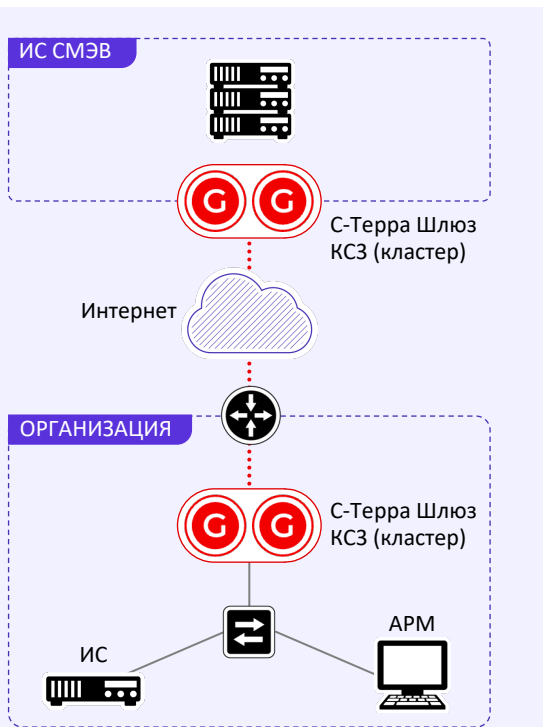 ИС СМЭВ
G G
С-Терра Шлюз
КС3 (кластер)
Интернет
ОРГАНИЗАЦИЯ
G G
С-Терра Шлюз
КС3 (кластер)
АРМ
ИС